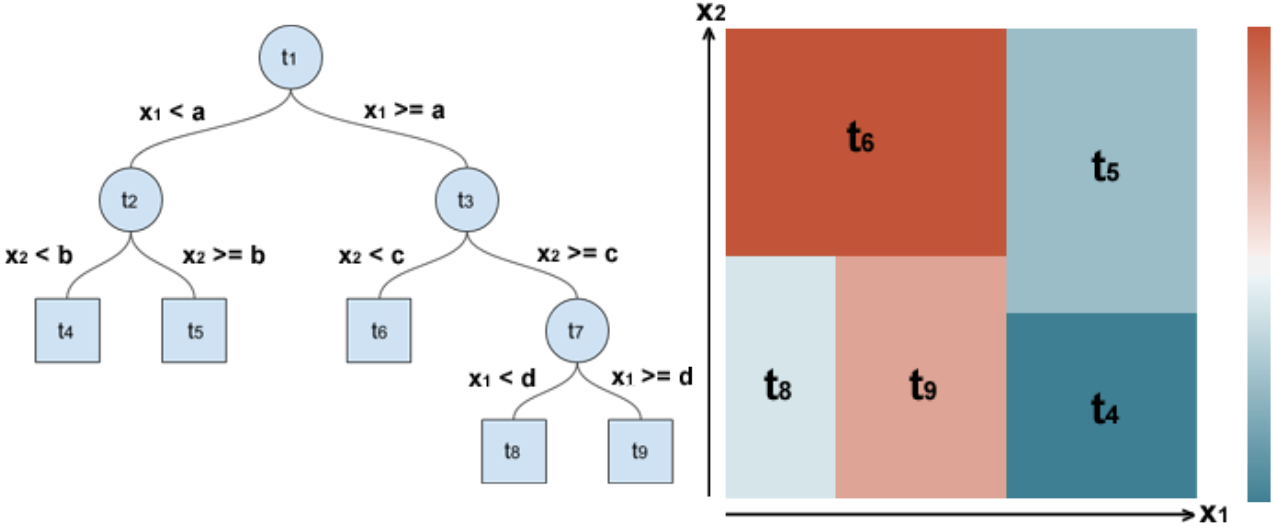 t1
x1 < a
x1 >= a
t2
t3
x2 < b
x2 >= b
x2 < c
x2 >= c
t4
t5
t6
t7
x1 < d
x1 >= d
t8
t9
x2
t6
t5
t8
t9
t4
x1